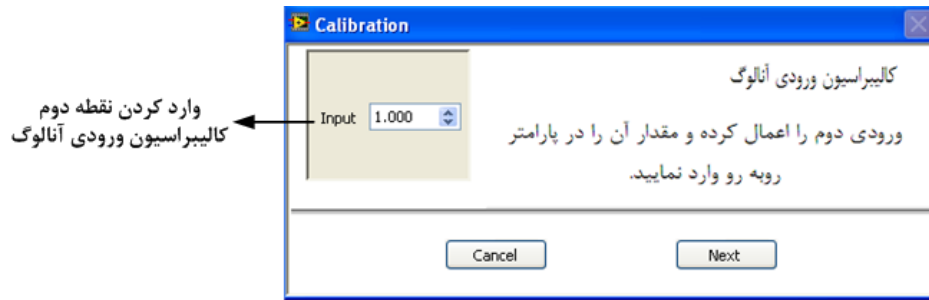 Calibration
کالیبراسیون ورودی آنالوگ
ورودی دوم را اعمال کرده و مقدار آن را در پارامتر
روبه رو وارد نمایید.
Input 1.000
وارد کردن نقطه دوم
کالیبراسیون ورودی آنالوگ
Cancel Next